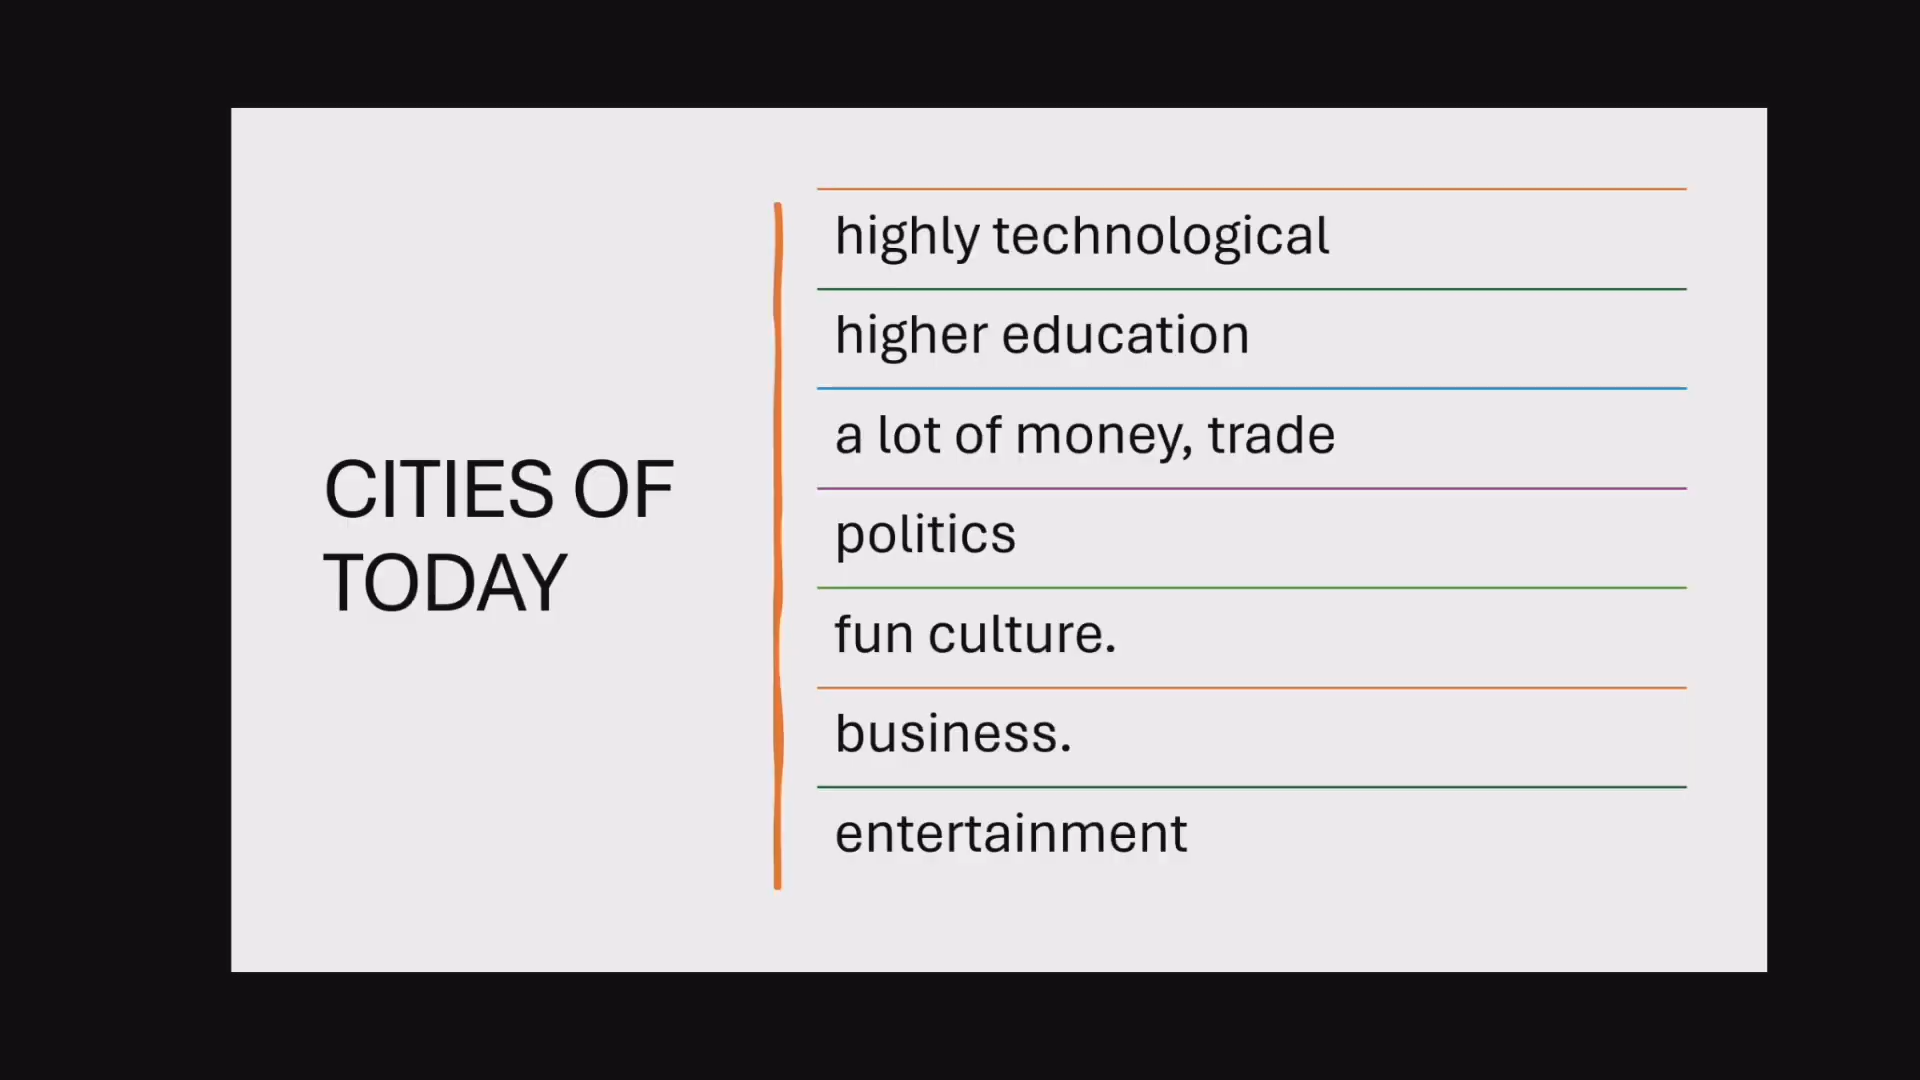 CITIES OF
TODAY
highly technological
higher education
a lot of money, trade
politics
fun culture.
business.
entertainment